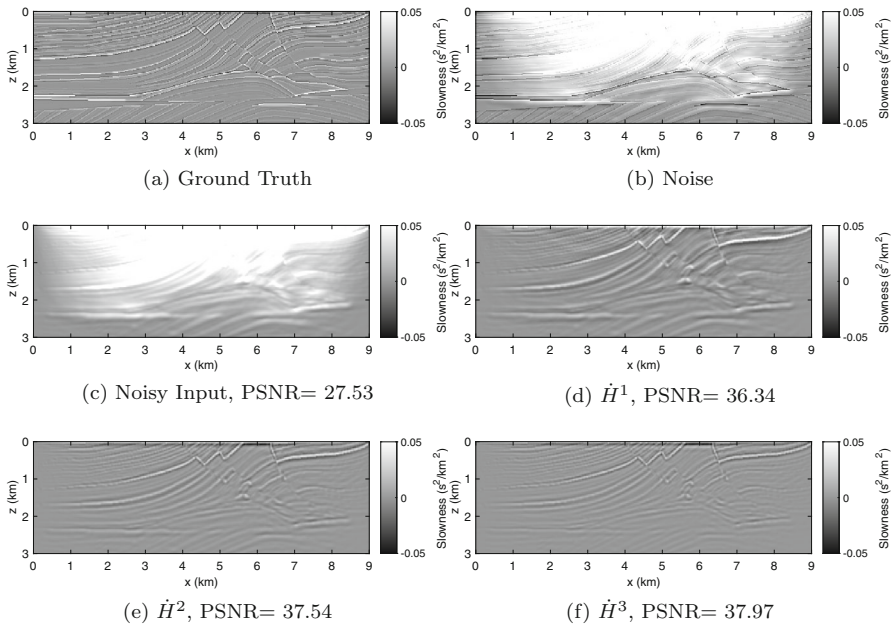 0
1
2
3
z (km)
0 1 2 3 4 5 6 7 8 9
x (km)
0.05
0
-0.05
Slowness (s²/km²)
(a) Ground Truth
0
1
2
3
z (km)
0 1 2 3 4 5 6 7 8 9
x (km)
0.05
0
-0.05
Slowness (s²/km²)
(b) Noise
0
1
2
3
z (km)
0 1 2 3 4 5 6 7 8 9
x (km)
0.05
0
-0.05
Slowness (s²/km²)
(c) Noisy Input, PSNR= 27.53
0
1
2
3
z (km)
0 1 2 3 4 5 6 7 8 9
x (km)
0.05
0
-0.05
Slowness (s²/km²)
(d) Ḣ¹, PSNR= 36.34
0
1
2
3
z (km)
0 1 2 3 4 5 6 7 8 9
x (km)
0.05
0
-0.05
Slowness (s²/km²)
(e) Ḣ², PSNR= 37.54
0
1
2
3
z (km)
0 1 2 3 4 5 6 7 8 9
x (km)
0.05
0
-0.05
Slowness (s²/km²)
(f) Ḣ³, PSNR= 37.97